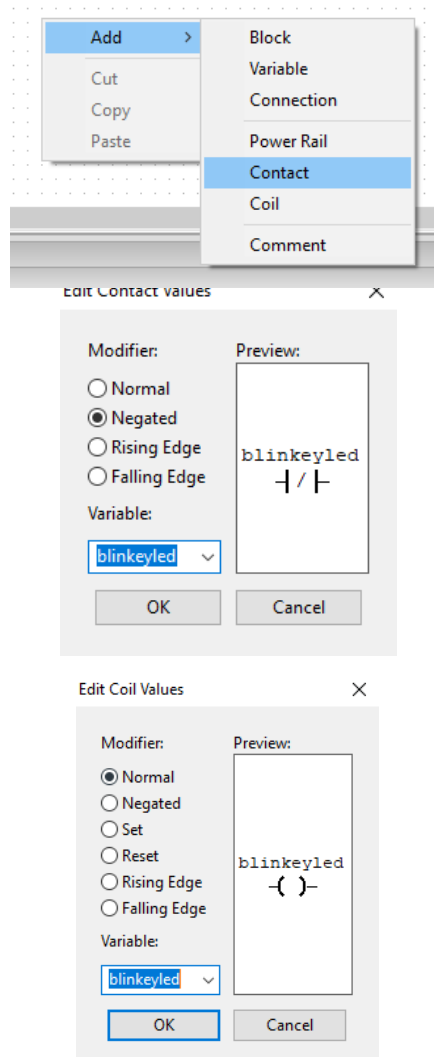 Add >
Block
Variable
Connection
Cut
Copy
Paste
Power Rail
Contact
Coil
Comment
Edit Contact Values
Modifier:
Normal
Negated
Rising Edge
Falling Edge
Variable:
blinkeyled
OK
Preview:
blinkeyled
Cancel
Edit Coil Values
Modifier:
Normal
Negated
Set
Reset
Rising Edge
Falling Edge
Variable:
blinkeyled
OK
Preview:
blinkeyled
Cancel